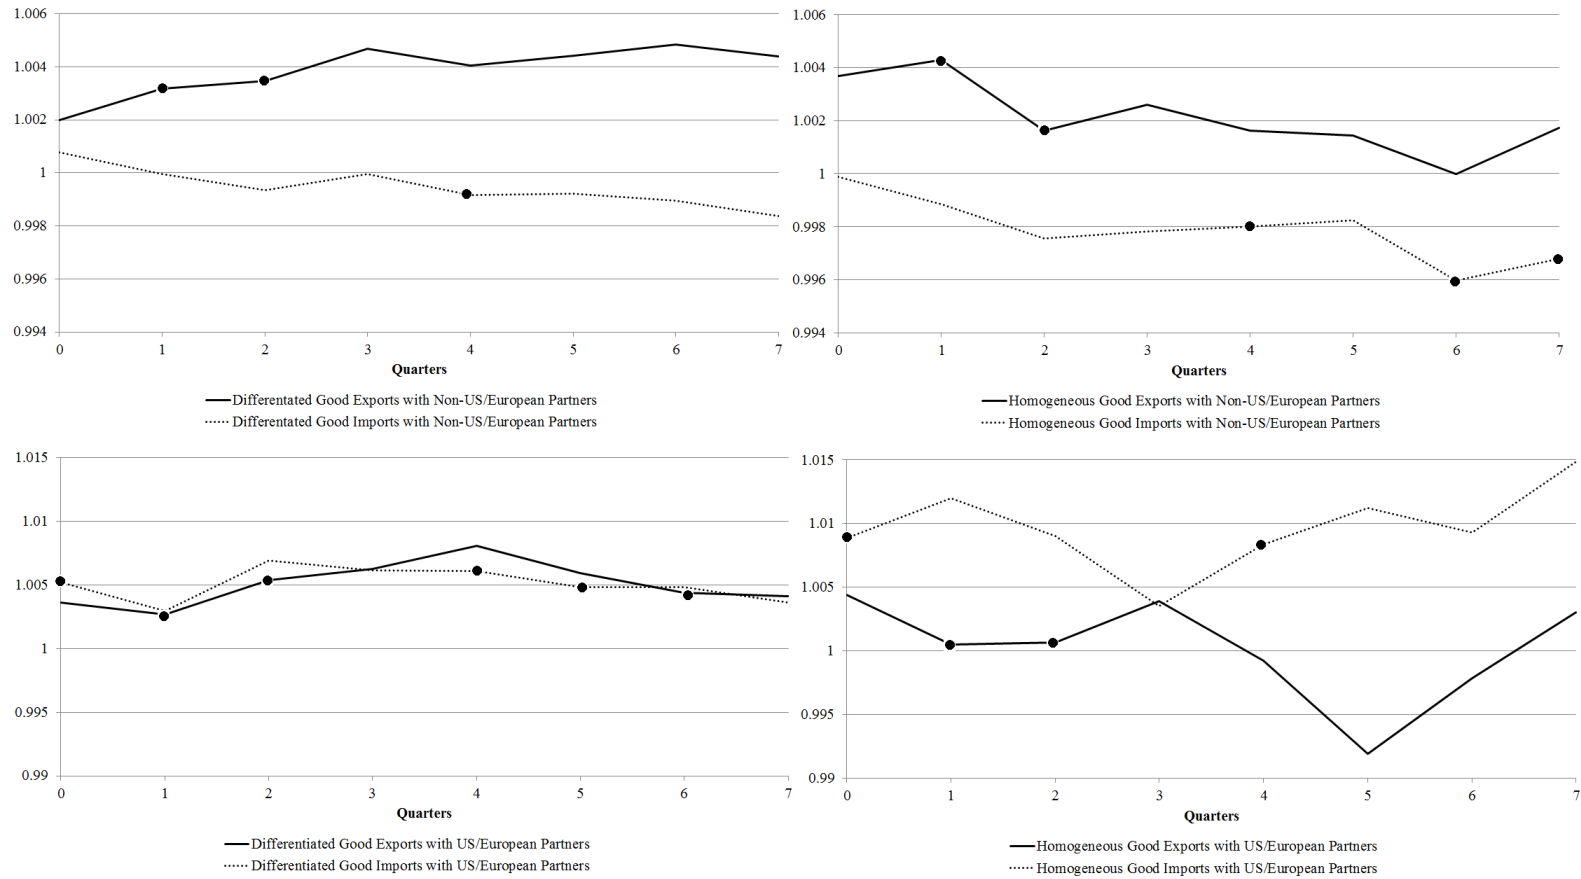 1.006
1.004
1.002
1
0.998
0.996
0.994
0 1 2 3 4 5 6 7
Quarters
Differentated Good Exports with Non-US/European Partners
Differentated Good Imports with Non-US/European Partners
1.006
1.004
1.002
1
0.998
0.996
0.994
0 1 2 3 4 5 6 7
Quarters
Homogeneous Good Exports with Non-US/European Partners
Homogeneous Good Imports with Non-US/European Partners
1.015
1.01
1.005
1
0.995
0.99
0 1 2 3 4 5 6 7
Quarters
Differentiated Good Exports with US/European Partners
Differentiated Good Imports with US/European Partners
1.015
1.01
1.005
1
0.995
0.99
0 1 2 3 4 5 6 7
Quarters
Homogeneous Good Exports with US/European Partners
Homogeneous Good Imports with US/European Partners